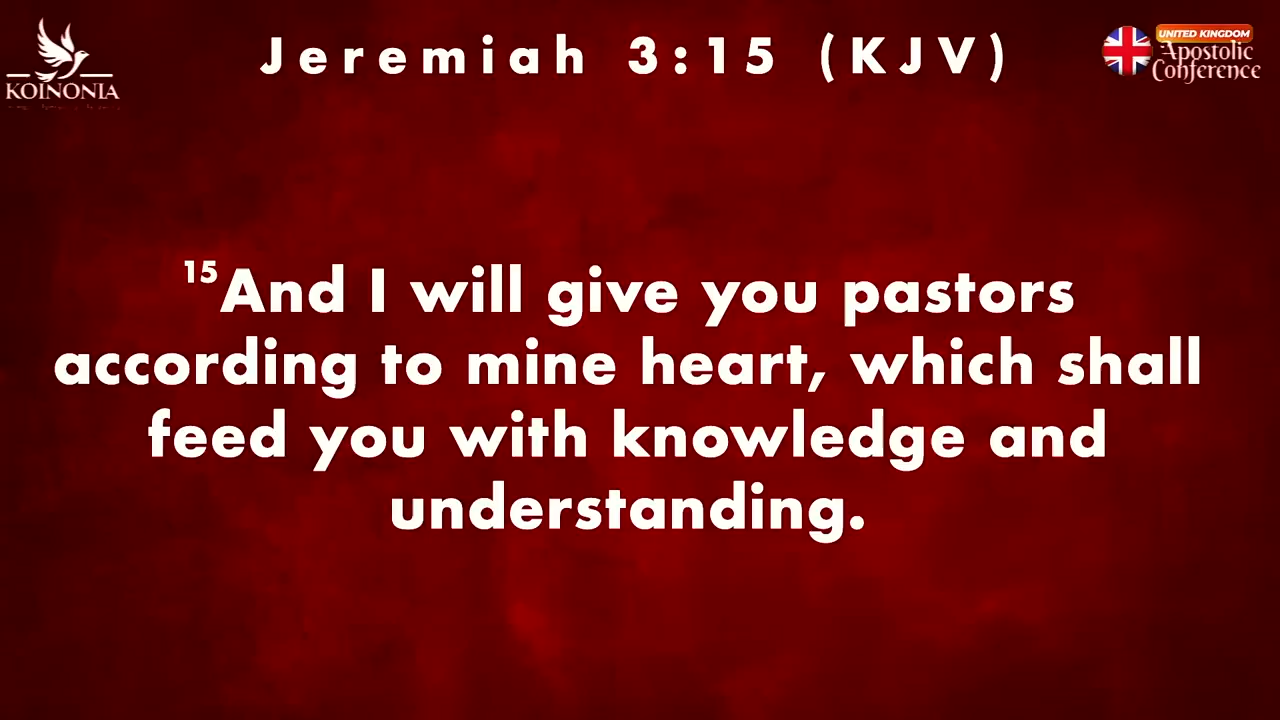 Jeremiah 3:15 (KJV)
KOINONIA
UNITED KINGDOM
Apostolic
Conference
15And I will give you pastors
according to mine heart, which shall
feed you with knowledge and
understanding.